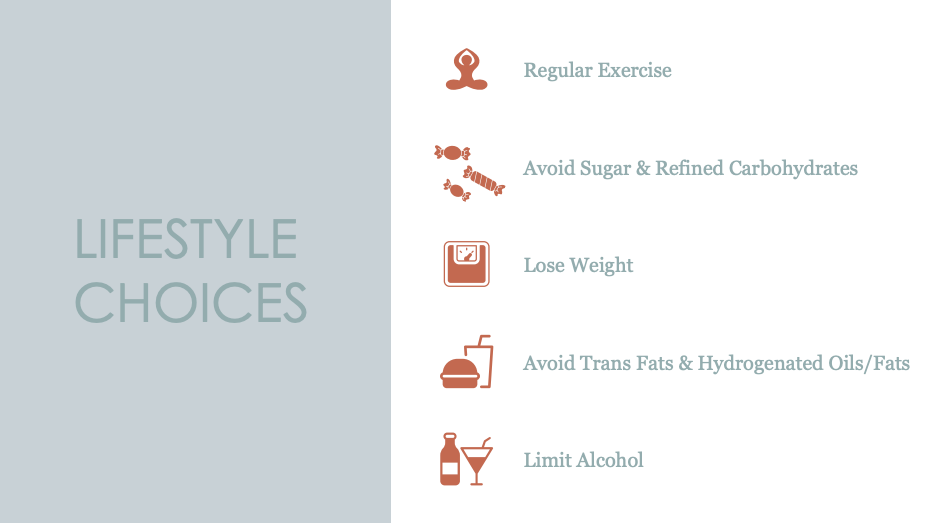 LIFESTYLE
CHOICES
Regular Exercise
Avoid Sugar & Refined Carbohydrates
Lose Weight
Avoid Trans Fats & Hydrogenated Oils/Fats
Limit Alcohol